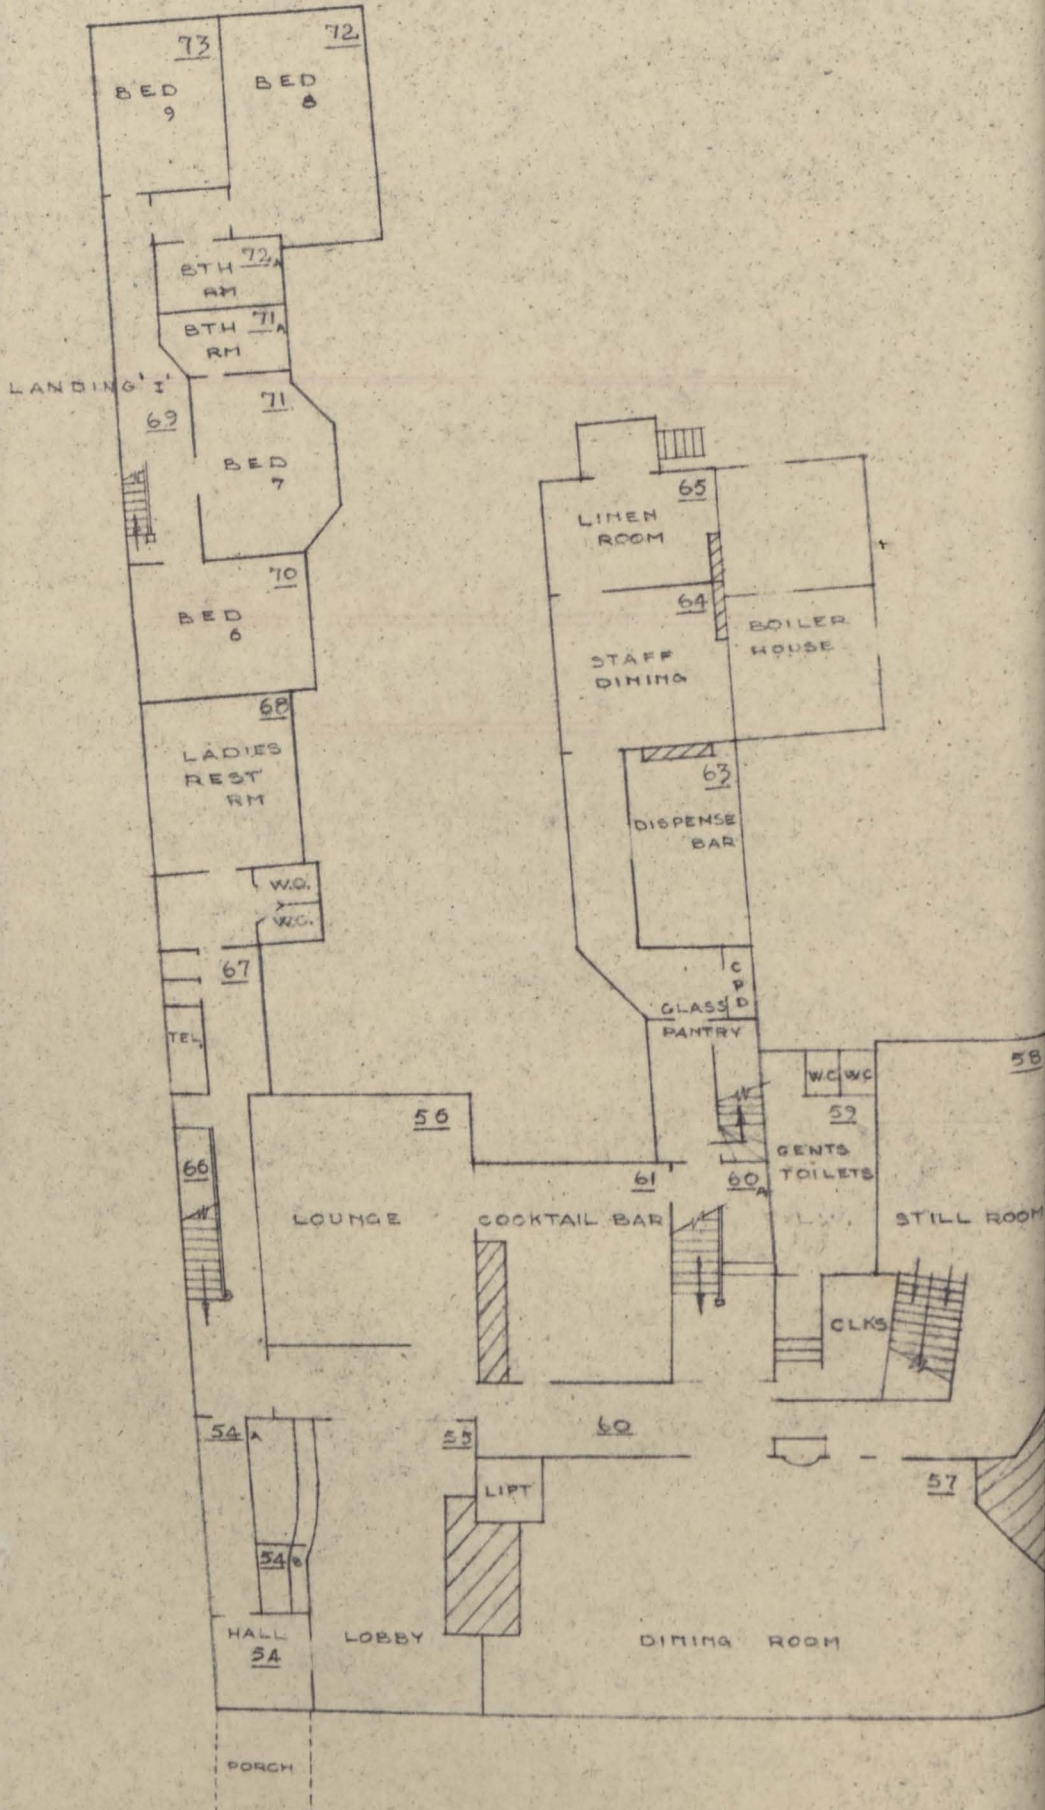 73
BED
9
72
BED
8
72A
BTH
RM
71A
BTH
RM
LANDING 'I'
69
71
BED
7
70
BED
6
68
LADIES
REST
RM
W.C.
W.C.
67
TEL.
65
LINEN
ROOM
64
STAFF
DINING
BOILER
HOUSE
63
DISPENSE
BAR
CPD
GLASS
PANTRY
58
WC WC
59
GENTS
TOILETS
56
66
61
60A
LOUNGE
COCKTAIL BAR
STILL ROOM
CLKS
54A
55
60
57
LIFT
54B
HALL
54
LOBBY
DINING ROOM
PORCH